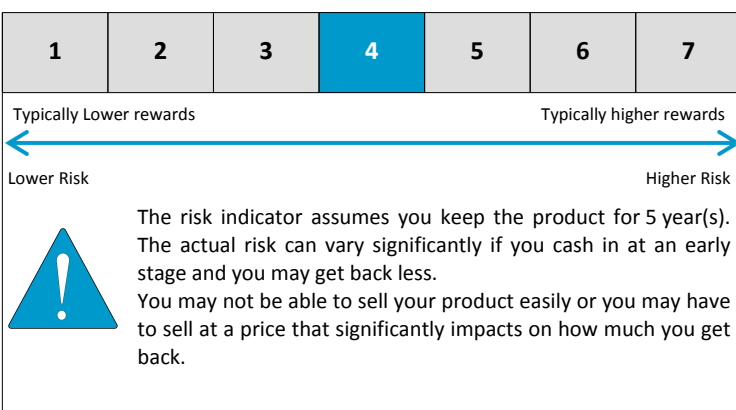 1 2 3 4 5 6 7
Typically Lower rewards Typically higher rewards
Lower Risk Higher Risk
The risk indicator assumes you keep the product for 5 year(s).
The actual risk can vary significantly if you cash in at an early
stage and you may get back less.
You may not be able to sell your product easily or you may have
to sell at a price that significantly impacts on how much you get
back.